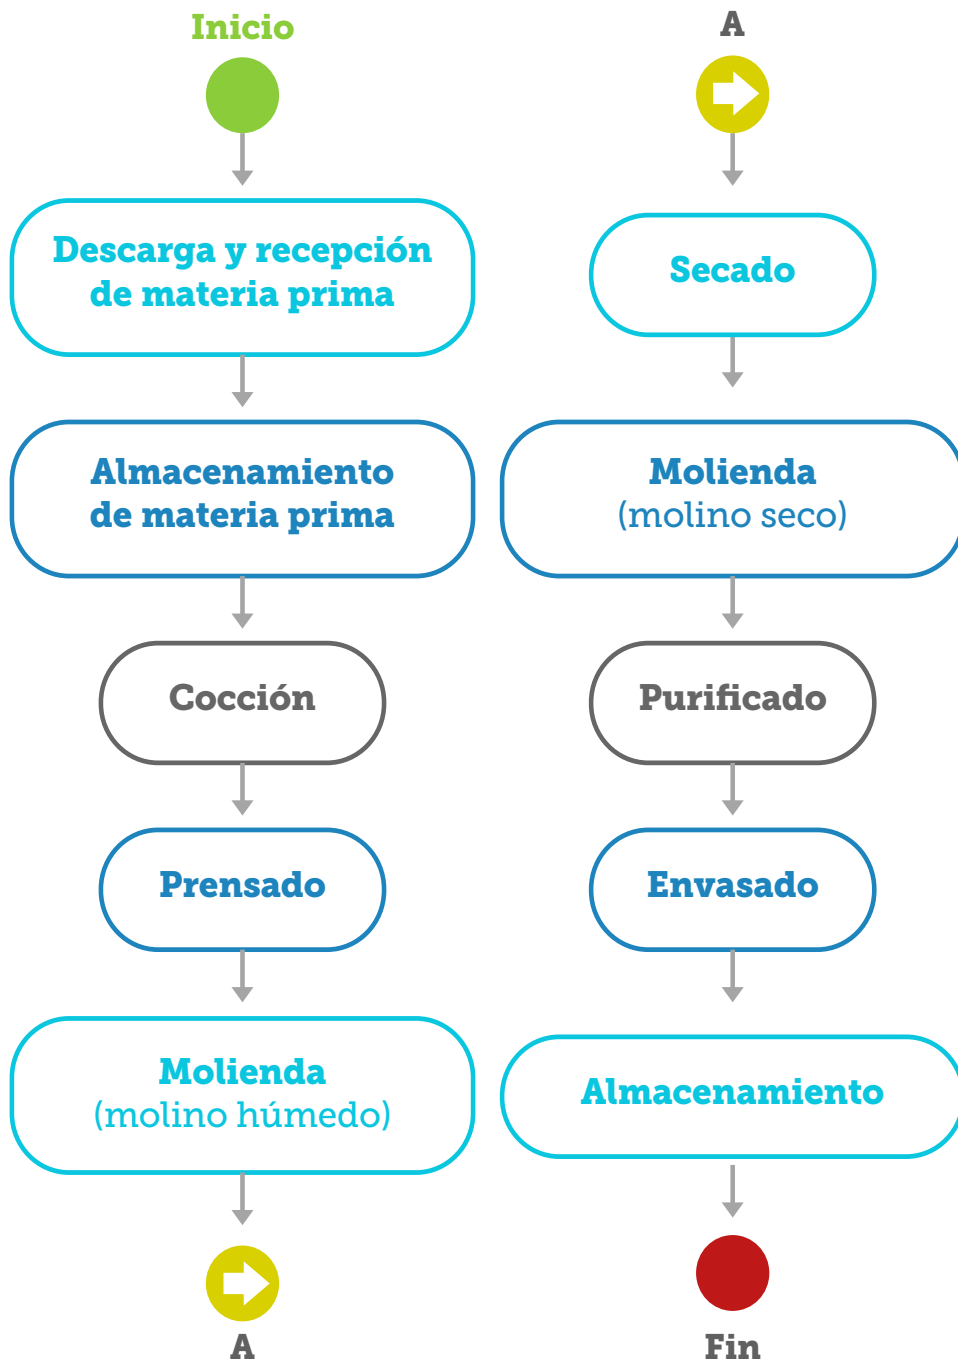 Inicio
Descarga y recepción
de materia prima
Almacenamiento
de materia prima
Cocción
Prensado
Molienda
(molino húmedo)
A
A
Secado
Molienda
(molino seco)
Purificado
Envasado
Almacenamiento
Fin